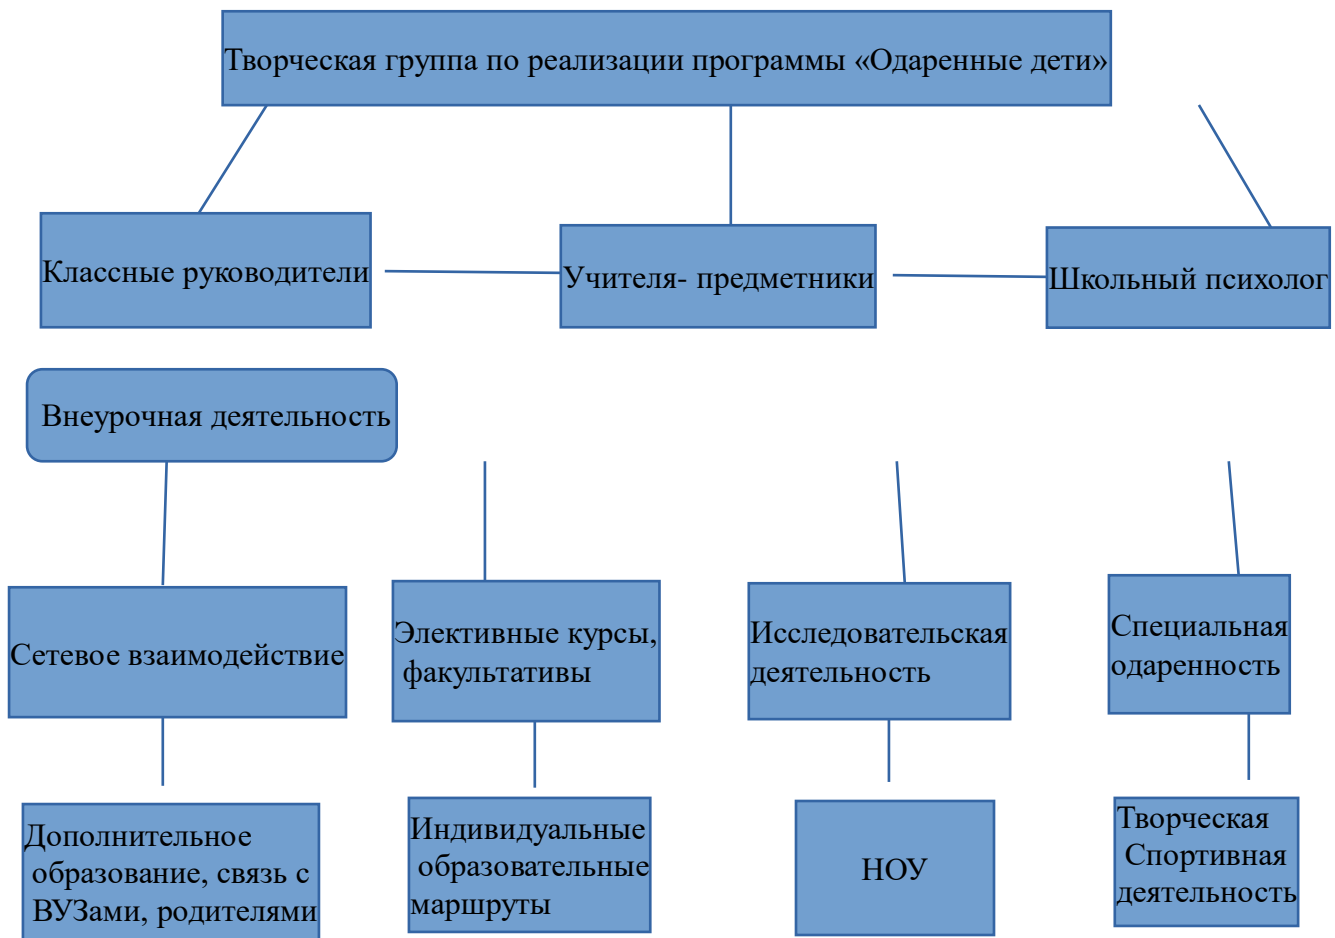 Творческая группа по реализации программы «Одаренные дети»
Классные руководители
Учителя- предметники
Школьный психолог
Внеурочная деятельность
Сетевое взаимодействие
Элективные курсы,
факультативы
Исследовательская
деятельность
Специальная
одаренность
Дополнительное
образование, связь с
ВУЗами, родителями
Индивидуальные
образовательные
маршруты
НОУ
Творческая
Спортивная
деятельность